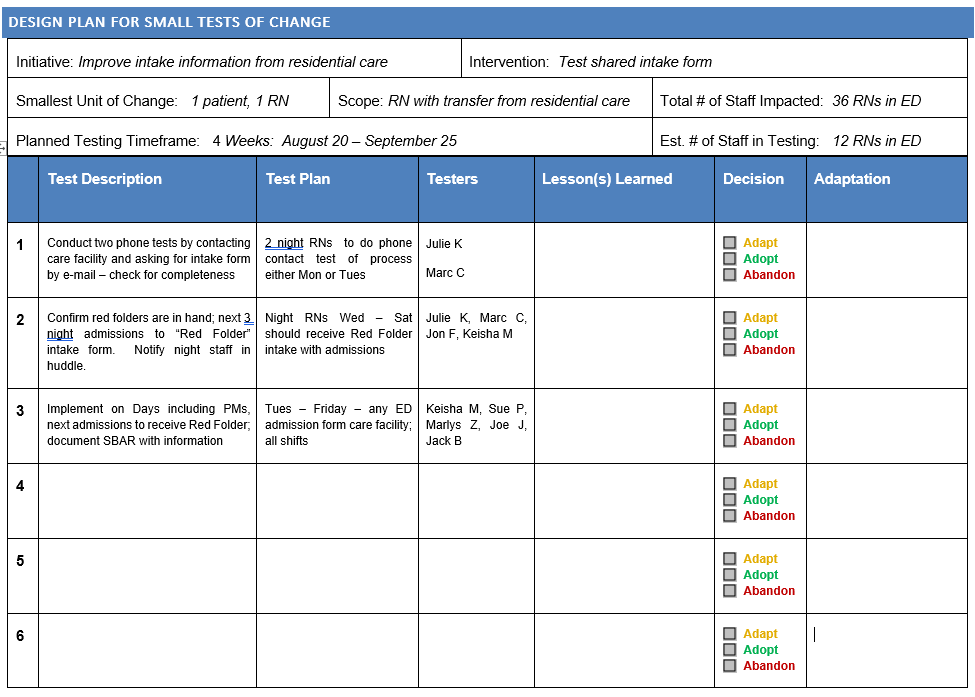 DESIGN PLAN FOR SMALL TESTS OF CHANGE
Initiative: Improve intake information from residential care
Intervention: Test shared intake form
Smallest Unit of Change: 1 patient, 1 RN
Scope: RN with transfer from residential care
Total # of Staff Impacted: 36 RNs in ED
Planned Testing Timeframe: 4 Weeks: August 20 – September 25
Est. # of Staff in Testing: 12 RNs in ED
Test Description
Test Plan
Testers
Lesson(s) Learned
Decision
Adaptation
1
Conduct two phone tests by contacting
care facility and asking for intake form
by e-mail – check for completeness
2 night RNs to do phone
contact test of process
either Mon or Tues
Julie K
Marc C
Adapt
Adopt
Abandon
2
Confirm red folders are in hand; next 3
night admissions to “Red Folder”
intake form. Notify night staff in
huddle.
Night RNs Wed – Sat
should receive Red Folder
intake with admissions
Julie K, Marc C,
Jon F, Keisha M
Adapt
Adopt
Abandon
3
Implement on Days including PMs,
next admissions to receive Red Folder;
document SBAR with information
Tues – Friday – any ED
admission form care facility;
all shifts
Keisha M, Sue P,
Marlys Z, Joe J,
Jack B
Adapt
Adopt
Abandon
4
Adapt
Adopt
Abandon
5
Adapt
Adopt
Abandon
6
Adapt
Adopt
Abandon